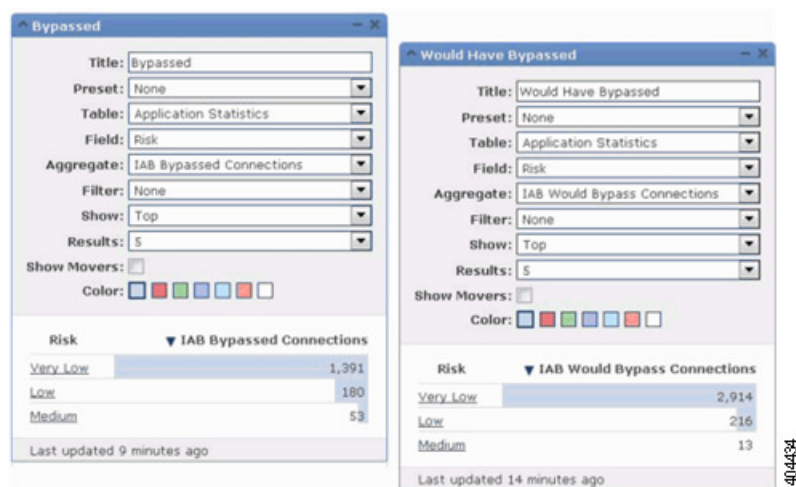 Bypassed
Title: Bypassed
Preset: None
Table: Application Statistics
Field: Risk
Aggregate: IAB Bypassed Connections
Filter: None
Show: Top
Results: 5
Show Movers:
Color:
Risk IAB Bypassed Connections
Very Low 1,391
Low 180
Medium 53
Last updated 9 minutes ago
Would Have Bypassed
Title: Would Have Bypassed
Preset: None
Table: Application Statistics
Field: Risk
Aggregate: IAB Would Bypass Connections
Filter: None
Show: Top
Results: 5
Show Movers:
Color:
Risk IAB Would Bypass Connections
Very Low 2,914
Low 216
Medium 13
Last updated 14 minutes ago
404434